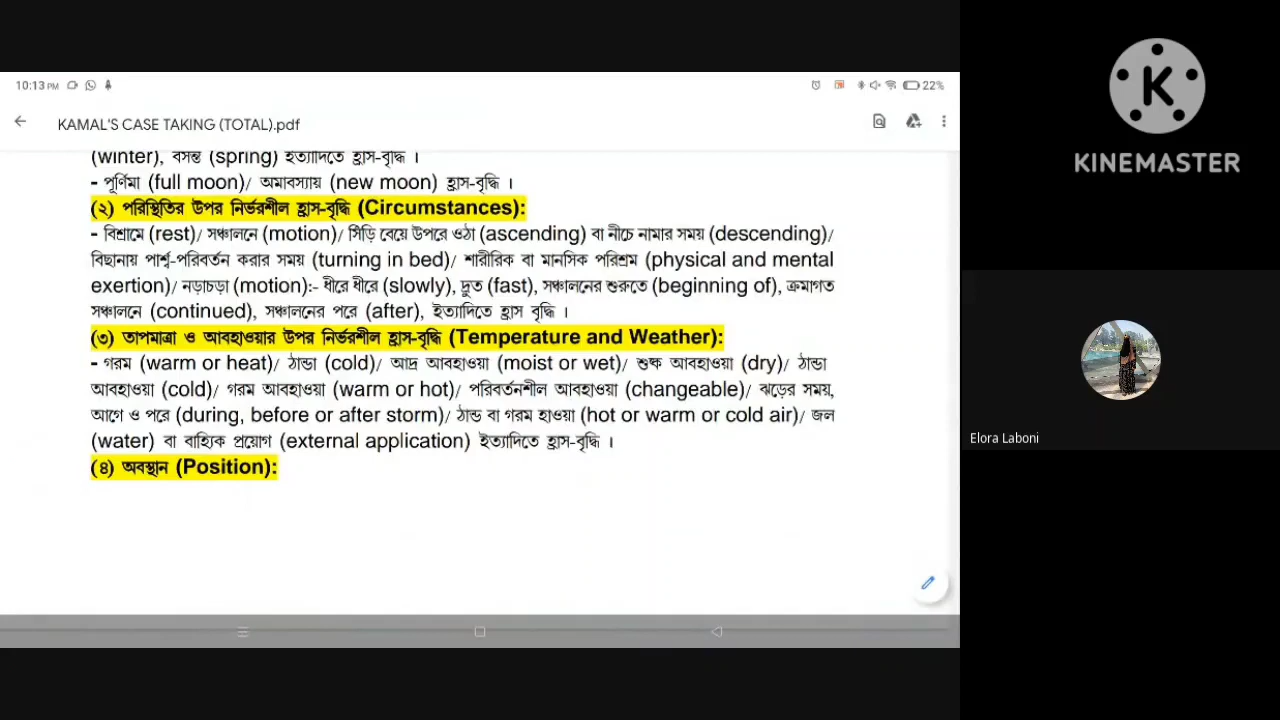 10:13 PM
22%
KAMAL'S CASE TAKING (TOTAL).pdf
(winter), বসন্ত (spring) ইত্যাদিতে হ্রাস-বৃদ্ধি ।
- পূর্ণিমা (full moon)/ অমাবস্যায় (new moon) হ্রাস-বৃদ্ধি ।
(২) পরিস্থিতির উপর নির্ভরশীল হ্রাস-বৃদ্ধি (Circumstances):
- বিশ্রামে (rest)/ সঞ্চালনে (motion)/ সিঁড়ি বেয়ে উপরে ওঠা (ascending) বা নীচে নামার সময় (descending)/
বিছানায় পার্শ্ব-পরিবর্তন করার সময় (turning in bed)/ শারীরিক বা মানসিক পরিশ্রম (physical and mental
exertion)/ নড়াচড়া (motion):- ধীরে ধীরে (slowly), দ্রুত (fast), সঞ্চালনের শুরুতে (beginning of), ক্রমাগত
সঞ্চালনে (continued), সঞ্চালনের পরে (after), ইত্যাদিতে হ্রাস বৃদ্ধি ।
(৩) তাপমাত্রা ও আবহাওয়ার উপর নির্ভরশীল হ্রাস-বৃদ্ধি (Temperature and Weather):
- গরম (warm or heat)/ ঠান্ডা (cold)/ আদ্র আবহাওয়া (moist or wet)/ শুষ্ক আবহাওয়া (dry)/ ঠান্ডা
আবহাওয়া (cold)/ গরম আবহাওয়া (warm or hot)/ পরিবর্তনশীল আবহাওয়া (changeable)/ ঝড়ের সময়,
আগে ও পরে (during, before or after storm)/ ঠান্ড বা গরম হাওয়া (hot or warm or cold air)/ জল
(water) বা বাহ্যিক প্রয়োগ (external application) ইত্যাদিতে হ্রাস-বৃদ্ধি ।
(৪) অবস্থান (Position):
K
KINEMASTER
Elora Laboni